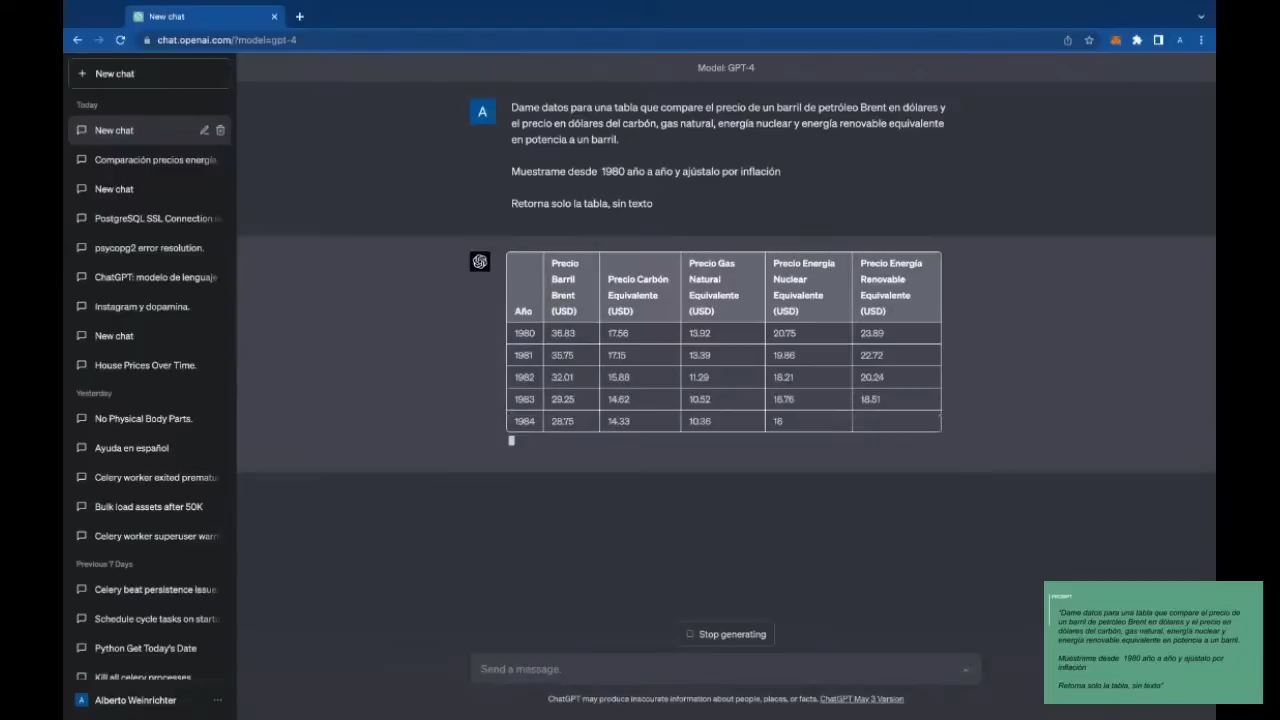 New chat
chat.openai.com/?model=gpt-4
A
New chat
Today
New chat
Comparación precios energía
New chat
PostgreSQL SSL Connection
psycopg2 error resolution.
ChatGPT: modelo de lenguaje
Instagram y dopamina.
New chat
House Prices Over Time.
Yesterday
No Physical Body Parts.
Ayuda en español
Celery worker exited prematu
Bulk load assets after 50K
Celery worker superuser warn
Previous 7 Days
Celery beat persistence issue
Schedule cycle tasks on startu
Python Get Today's Date
Kill all celery processes
A Alberto Weinrichter
Model: GPT-4
A
Dame datos para una tabla que compare el precio de un barril de petróleo Brent en dólares y
el precio en dólares del carbón, gas natural, energía nuclear y energía renovable equivalente
en potencia a un barril.
Muestrame desde 1980 año a año y ajústalo por inflación
Retorna solo la tabla, sin texto
Año | Precio Barril Brent (USD) | Precio Carbón Equivalente (USD) | Precio Gas Natural Equivalente (USD) | Precio Energía Nuclear Equivalente (USD) | Precio Energía Renovable Equivalente (USD)
1980 36.83 17.56 13.92 20.75 23.89
1981 35.75 17.15 13.39 19.86 22.72
1982 32.01 15.88 11.29 18.21 20.24
1983 29.25 14.62 10.52 16.76 18.51
1984 28.75 14.33 10.36 16
Stop generating
Send a message.
ChatGPT may produce inaccurate information about people, places, or facts. ChatGPT May 3 Version
PROMPT
"Dame datos para una tabla que compare el precio de
un barril de petróleo Brent en dólares y el precio en
dólares del carbón, gas natural, energía nuclear y
energía renovable equivalente en potencia a un barril.
Muestrame desde 1980 año a año y ajústalo por
inflación
Retorna solo la tabla, sin texto"